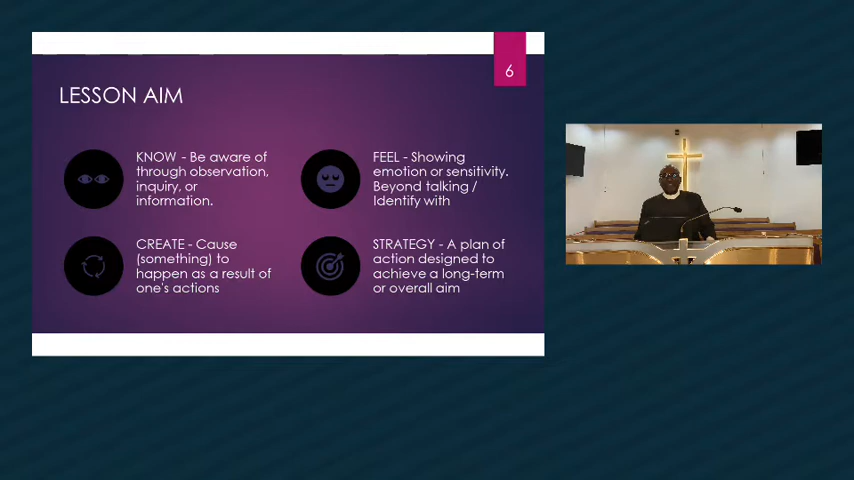 6
LESSON AIM
KNOW - Be aware of
through observation,
inquiry, or
information.
FEEL - Showing
emotion or sensitivity.
Beyond talking /
Identify with
CREATE - Cause
(something) to
happen as a result of
one's actions
STRATEGY - A plan of
action designed to
achieve a long-term
or overall aim